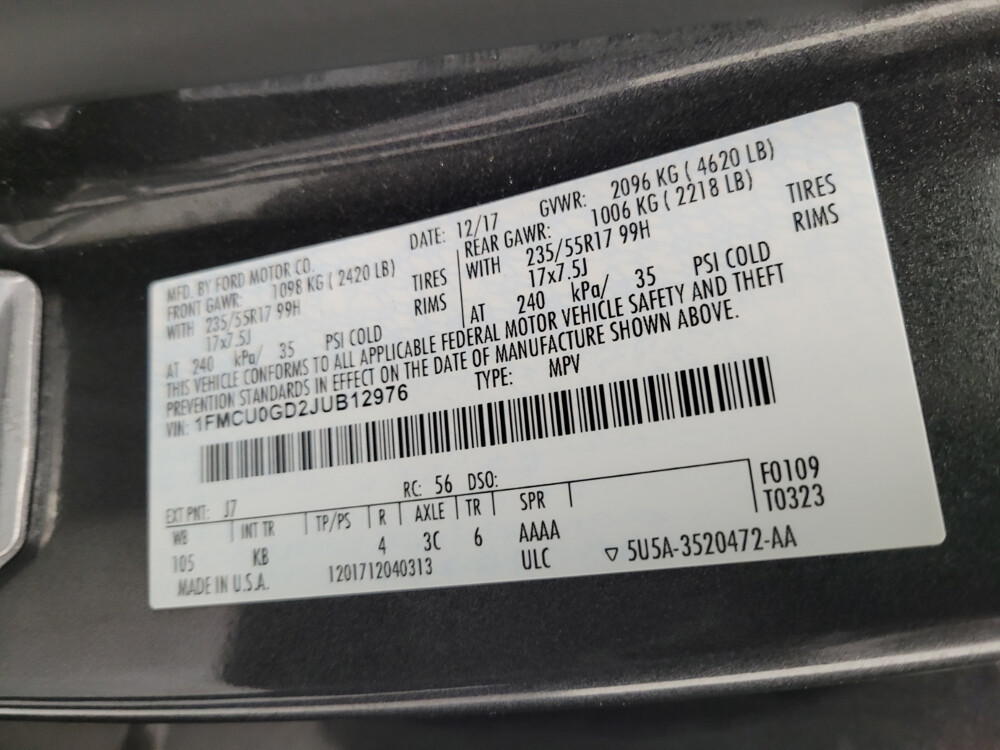 MFD. BY FORD MOTOR CO.
DATE: 12/17 GVWR: 2096 KG ( 4620 LB)
FRONT GAWR: 1098 KG ( 2420 LB)
WITH 235/55R17 99H TIRES
17x7.5J RIMS
AT 240 kPa/ 35 PSI COLD
REAR GAWR: 1006 KG ( 2218 LB)
WITH 235/55R17 99H TIRES
17x7.5J RIMS
AT 240 kPa/ 35 PSI COLD
THIS VEHICLE CONFORMS TO ALL APPLICABLE FEDERAL MOTOR VEHICLE SAFETY AND THEFT
PREVENTION STANDARDS IN EFFECT ON THE DATE OF MANUFACTURE SHOWN ABOVE.
VIN: 1FMCU0GD2JUB12976 TYPE: MPV
EXT PNT: J7 RC: 56 DSO:
WB INT TR TP/PS R AXLE TR SPR
105 KB 4 3C 6 AAAA
ULC
F0109
T0323
MADE IN U.S.A. 1201712040313 ▽ 5U5A-3520472-AA